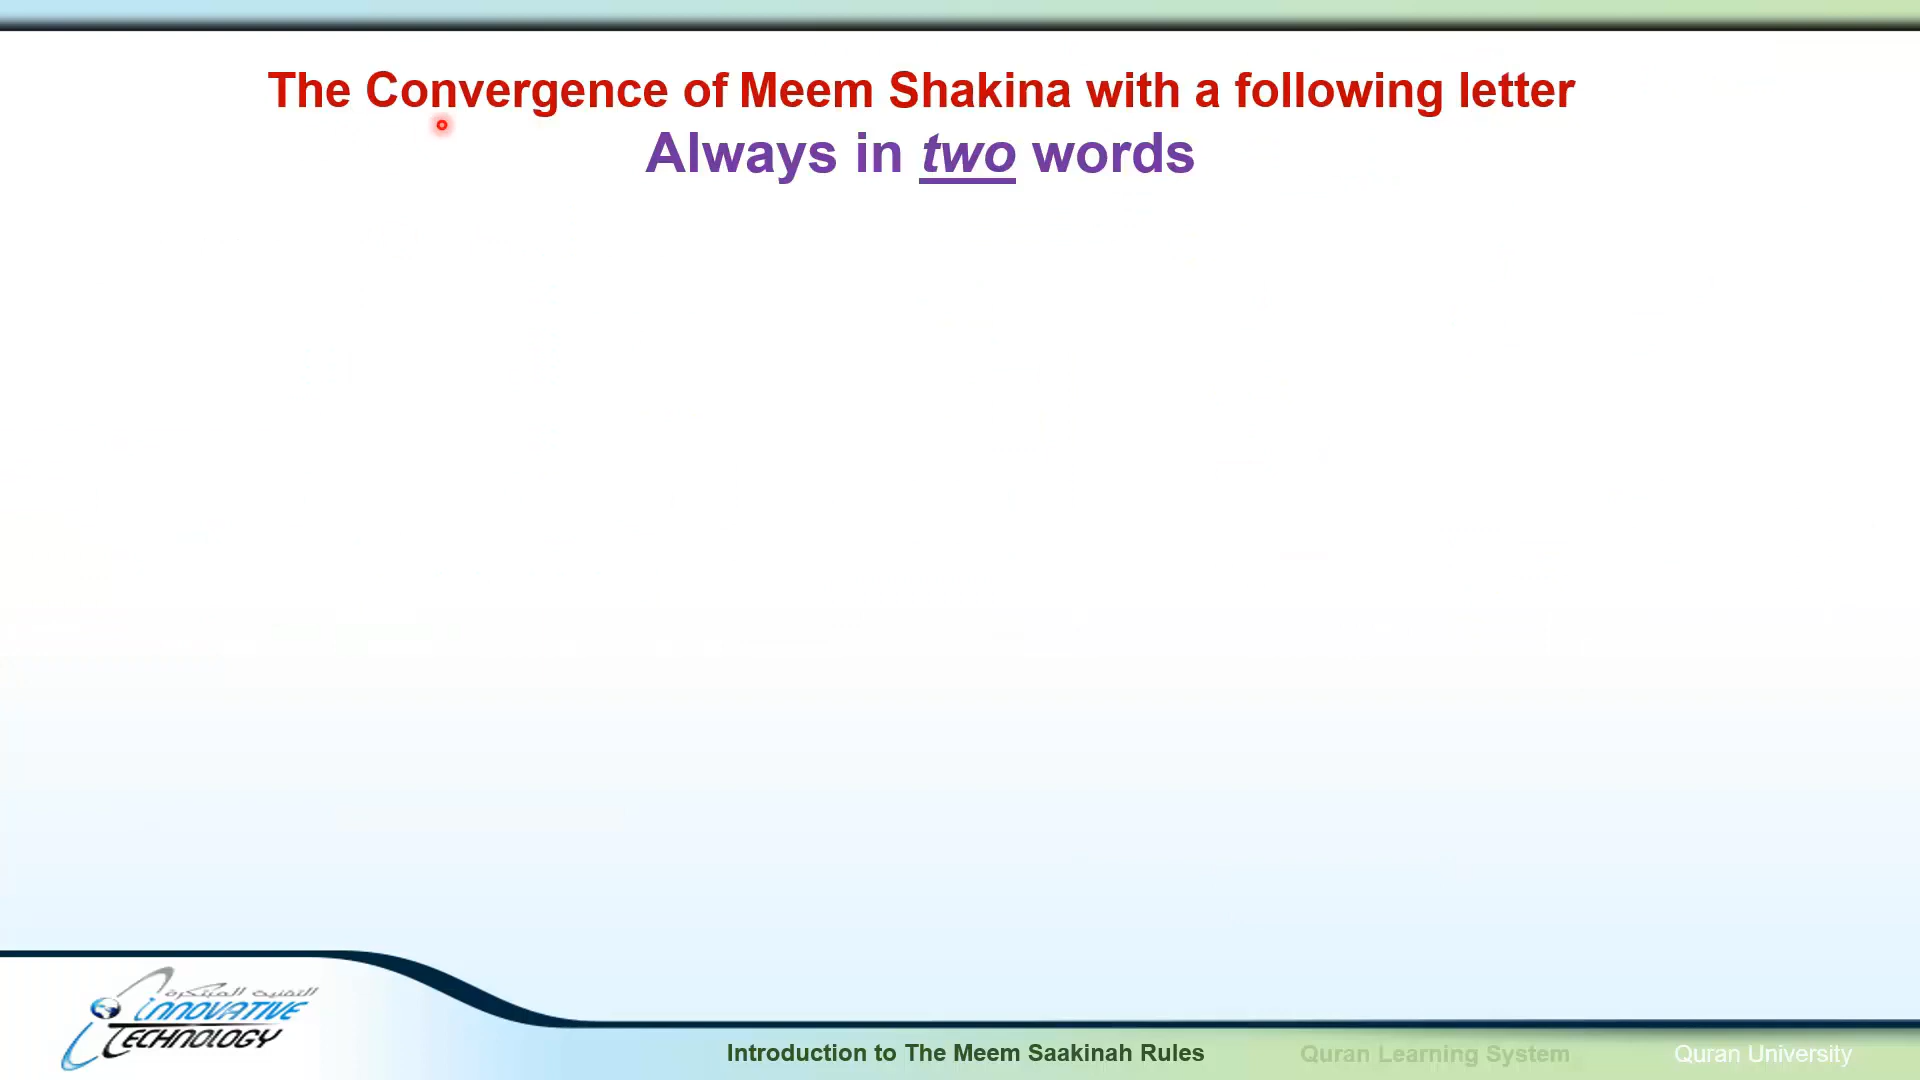 The Convergence of Meem Shakina with a following letter
Always in two words
التقنية المبتكرة
iNNOVATIVE
TECHNOLOGY
Introduction to The Meem Saakinah Rules
Quran Learning System
Quran University